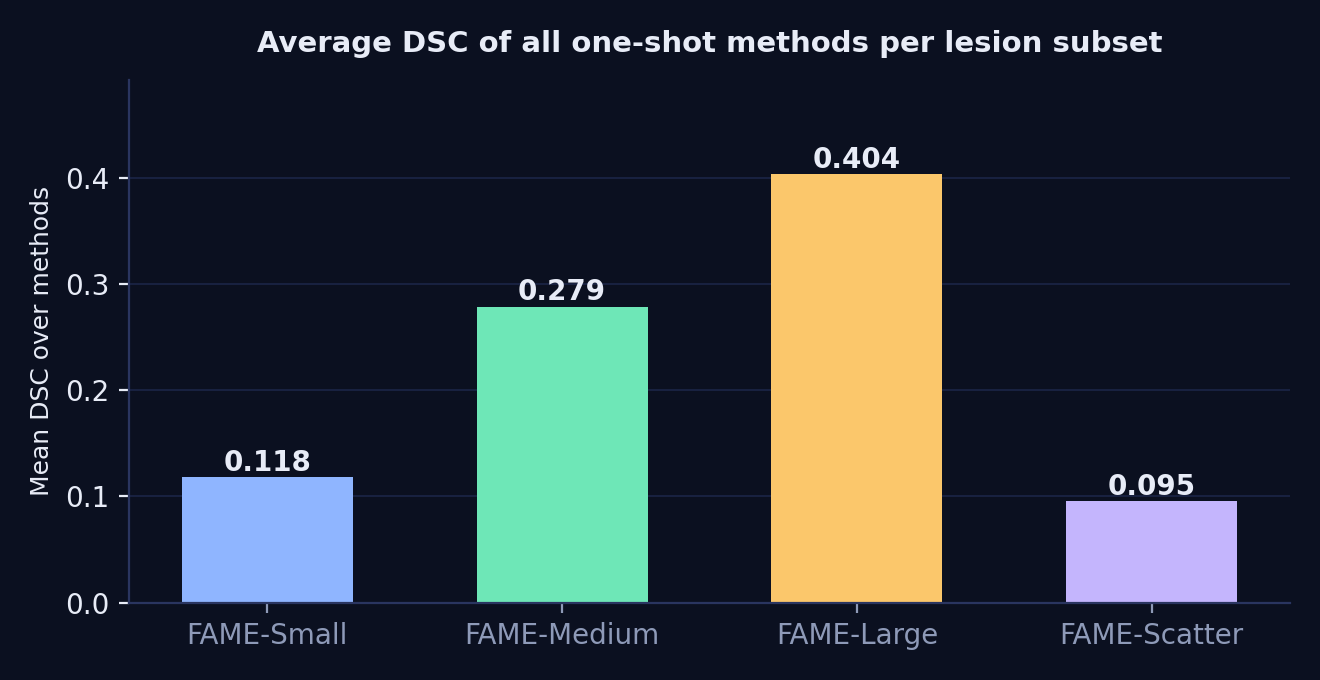 Average DSC of all one-shot methods per lesion subset
Mean DSC over methods
0.4
0.3
0.2
0.1
0.0
0.118
0.279
0.404
0.095
FAME-Small
FAME-Medium
FAME-Large
FAME-Scatter